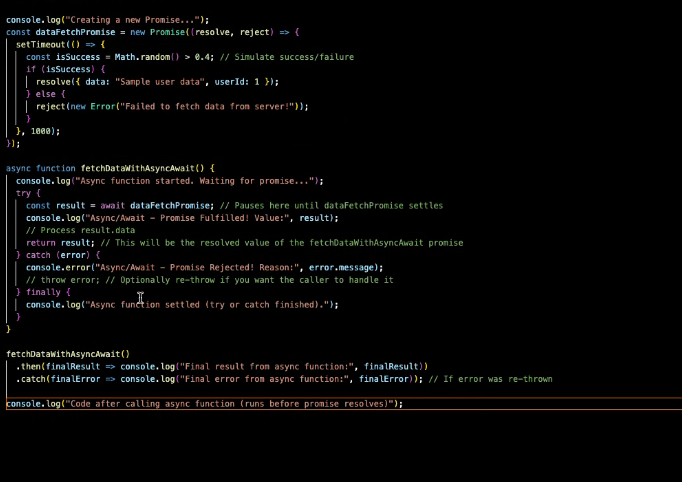 console.log("Creating a new Promise...");
const dataFetchPromise = new Promise((resolve, reject) => {
  setTimeout(() => {
    const isSuccess = Math.random() > 0.4; // Simulate success/failure
    if (isSuccess) {
      resolve({ data: "Sample user data", userId: 1 });
    } else {
      reject(new Error("Failed to fetch data from server!"));
    }
  }, 1000);
});

async function fetchDataWithAsyncAwait() {
  console.log("Async function started. Waiting for promise...");
  try {
    const result = await dataFetchPromise; // Pauses here until dataFetchPromise settles
    console.log("Async/Await - Promise Fulfilled! Value:", result);
    // Process result.data
    return result; // This will be the resolved value of the fetchDataWithAsyncAwait promise
  } catch (error) {
    console.error("Async/Await - Promise Rejected! Reason:", error.message);
    // throw error; // Optionally re-throw if you want the caller to handle it
  } finally {
    console.log("Async function settled (try or catch finished).");
  }
}

fetchDataWithAsyncAwait()
  .then(finalResult => console.log("Final result from async function:", finalResult))
  .catch(finalError => console.log("Final error from async function:", finalError)); // If error was re-thrown

console.log("Code after calling async function (runs before promise resolves)");